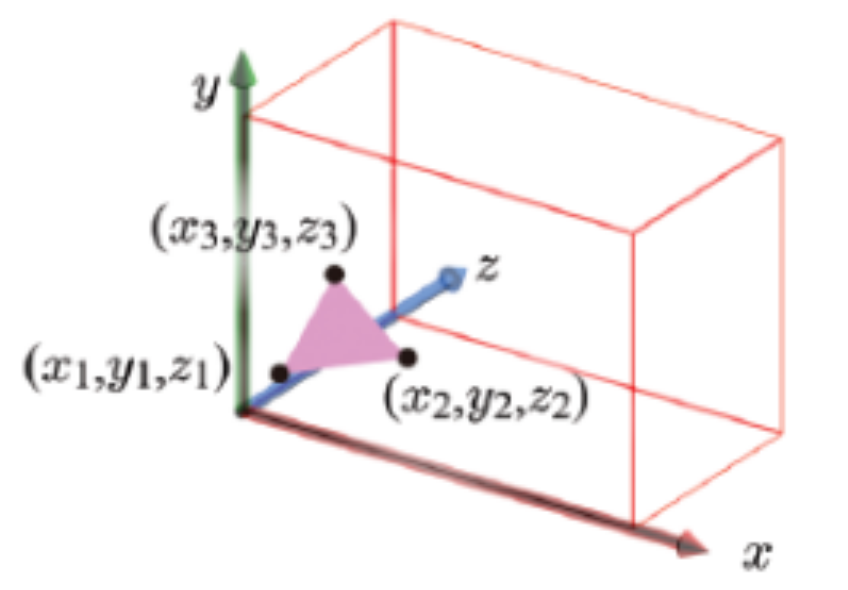 y
(x₃,y₃,z₃)
z
(x₁,y₁,z₁)
(x₂,y₂,z₂)
x